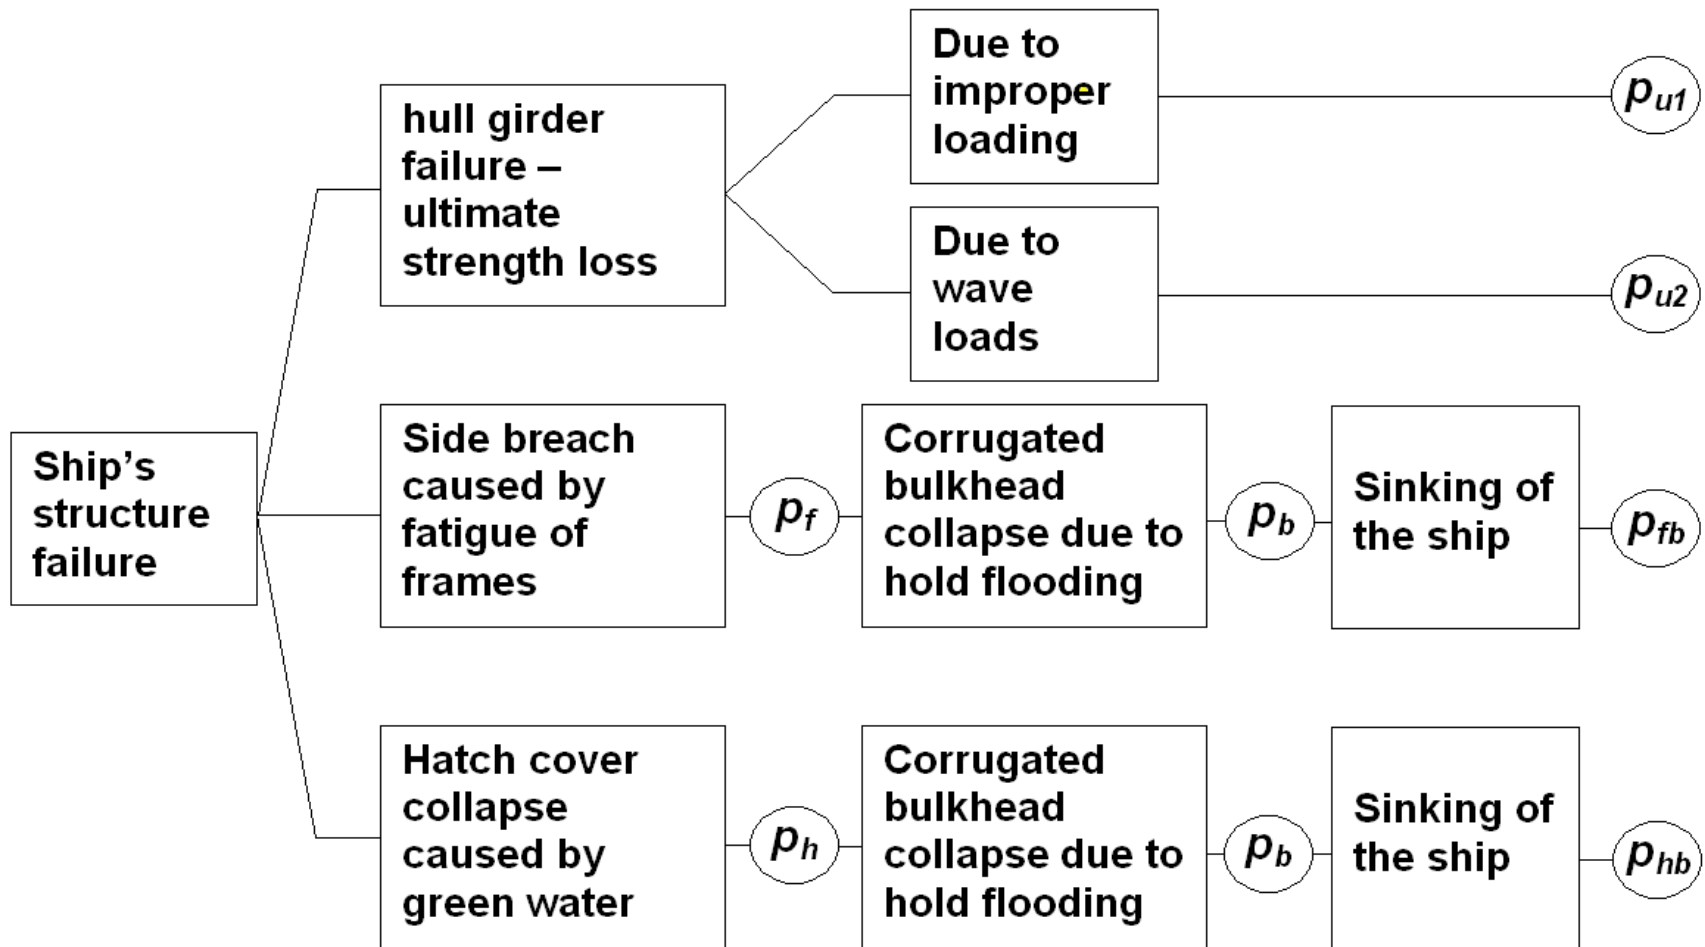 Ship's
structure
failure
hull girder
failure –
ultimate
strength loss
Due to
improper
loading
pu1
Due to
wave
loads
pu2
Side breach
caused by
fatigue of
frames
pf
Corrugated
bulkhead
collapse due to
hold flooding
pb
Sinking of
the ship
pfb
Hatch cover
collapse
caused by
green water
ph
Corrugated
bulkhead
collapse due to
hold flooding
pb
Sinking of
the ship
phb